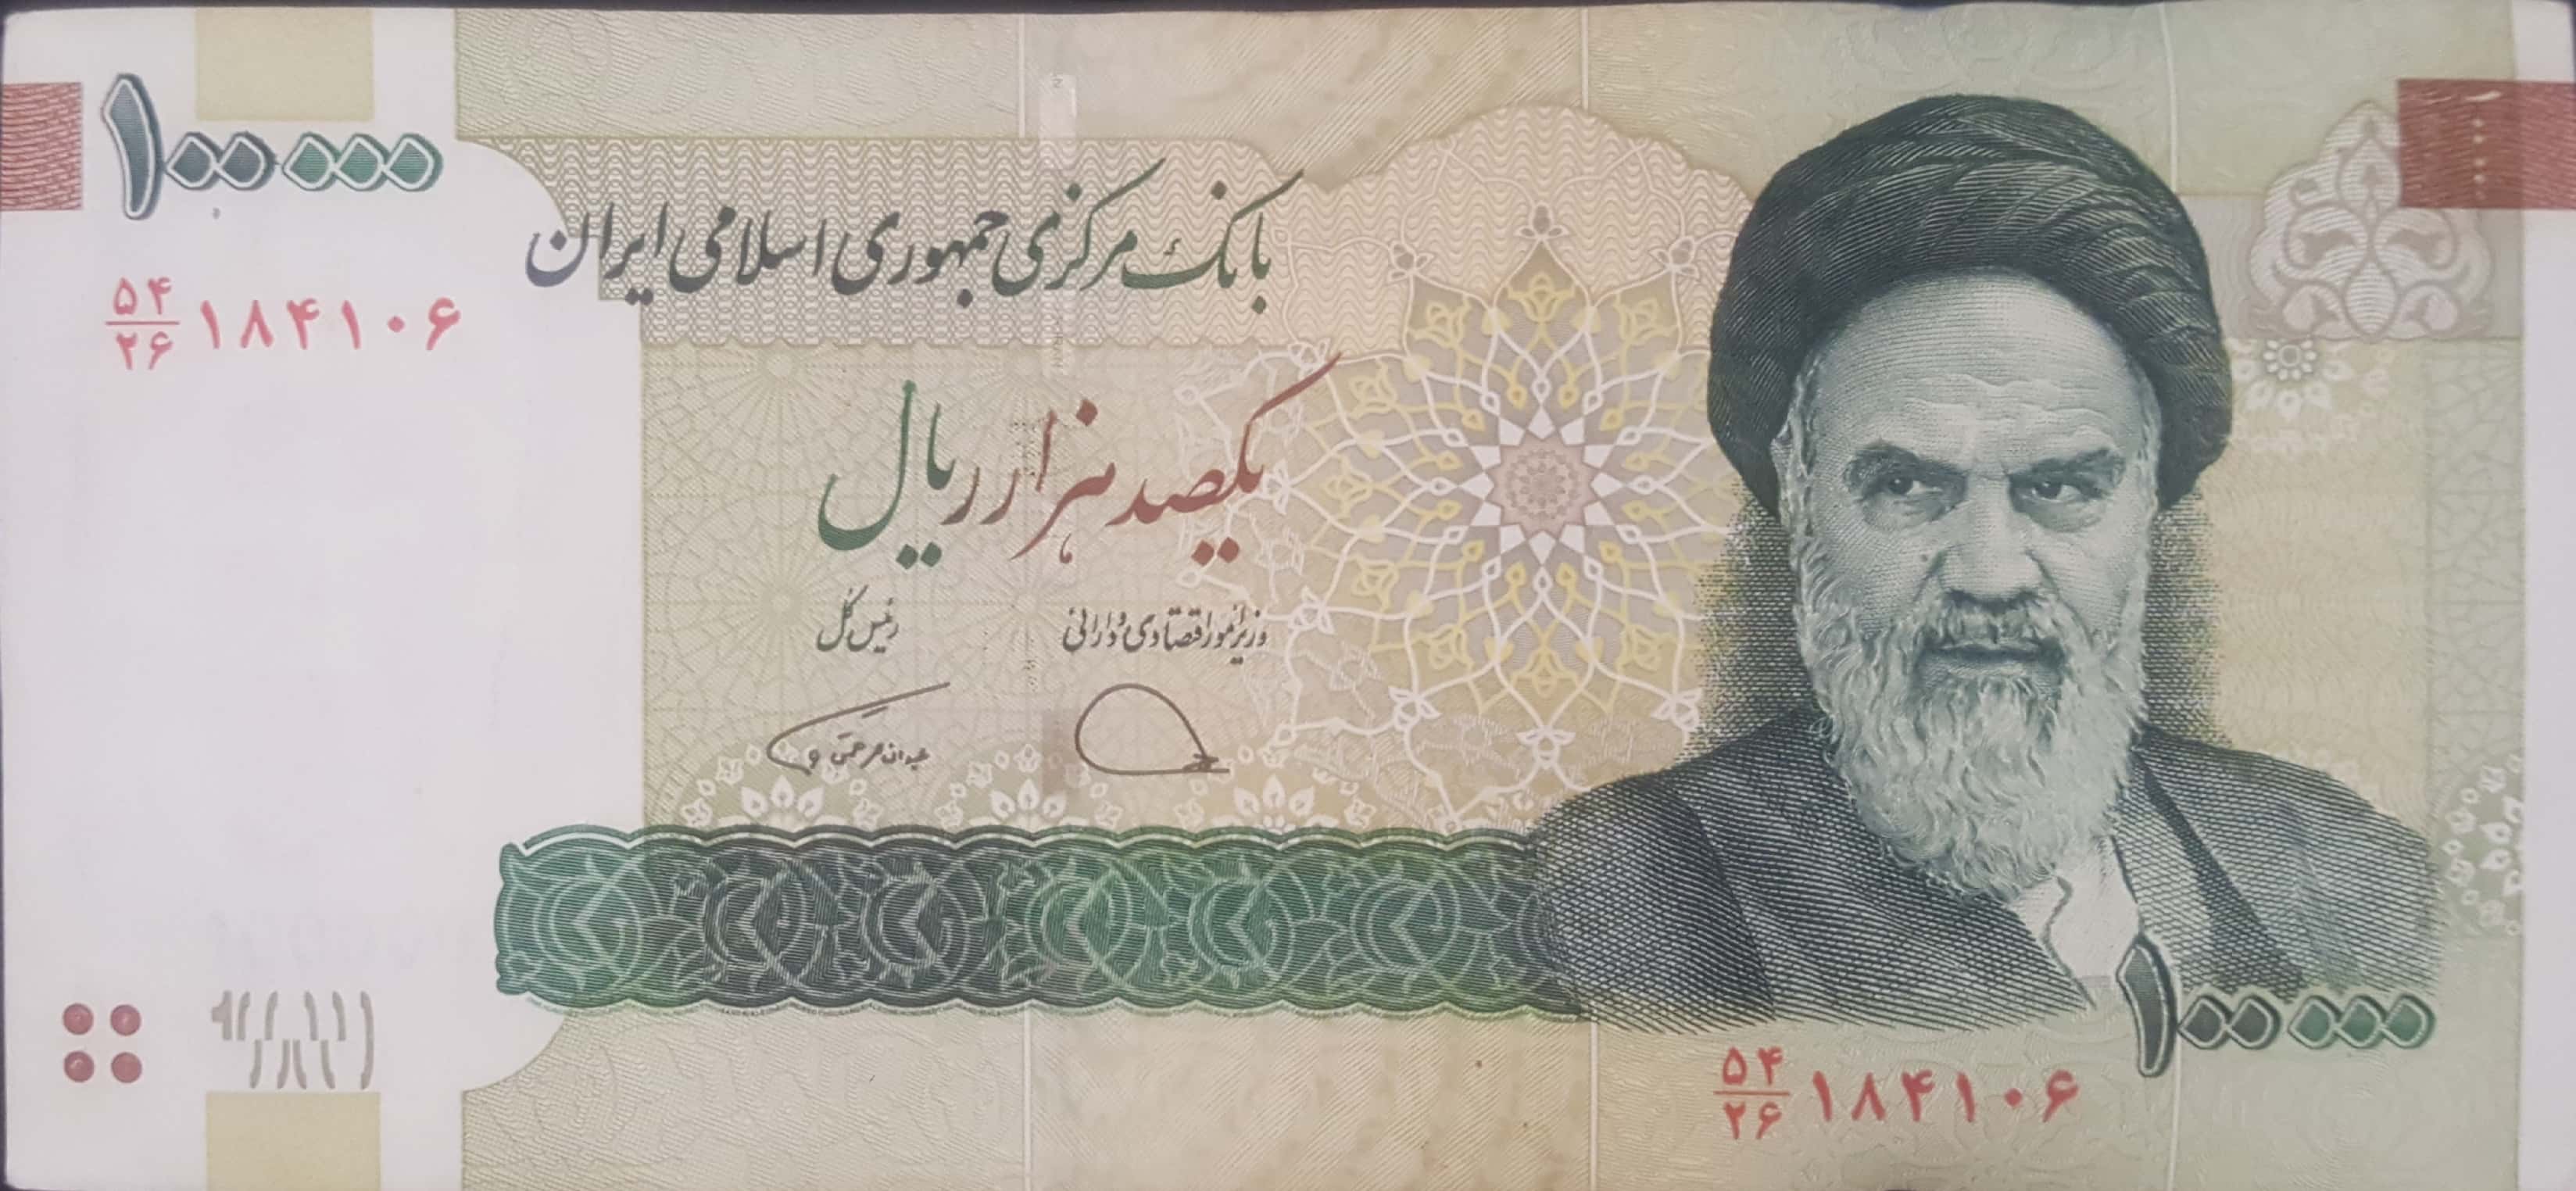 ۱۰۰۰۰۰
بانک مرکزی جمهوری اسلامی ایران
۵۴
۲۶ ۱۸۴۱۰۶
یکصد هزار ریال
وزیر امور اقتصادی و دارائی
رئیس کل
۱۰۰۰۰۰
۵۴
۲۶ ۱۸۴۱۰۶